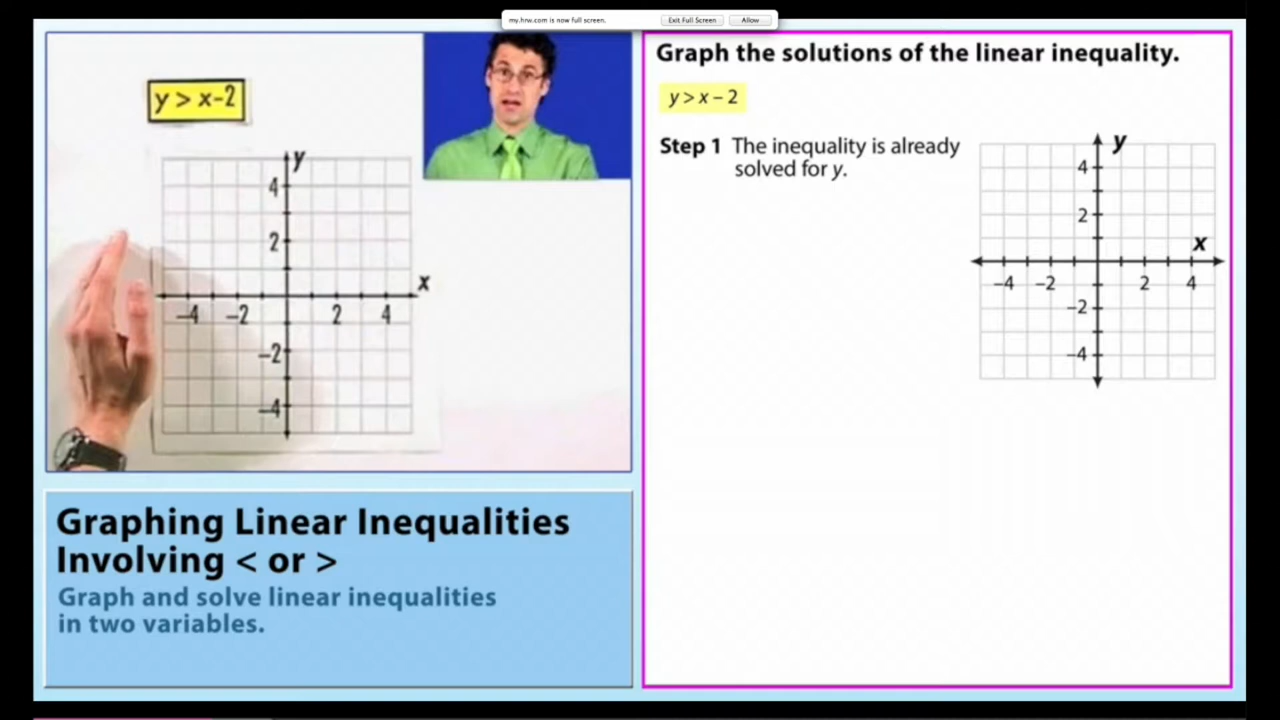 my.hrw.com is now full screen.
Exit Full Screen
Allow
y > x-2
y
4
2
x
-4 -2 2 4
-2
-4
Graphing Linear Inequalities
Involving < or >
Graph and solve linear inequalities
in two variables.
Graph the solutions of the linear inequality.
y > x – 2
Step 1 The inequality is already
solved for y.
y
4
2
x
–4 –2 2 4
–2
–4